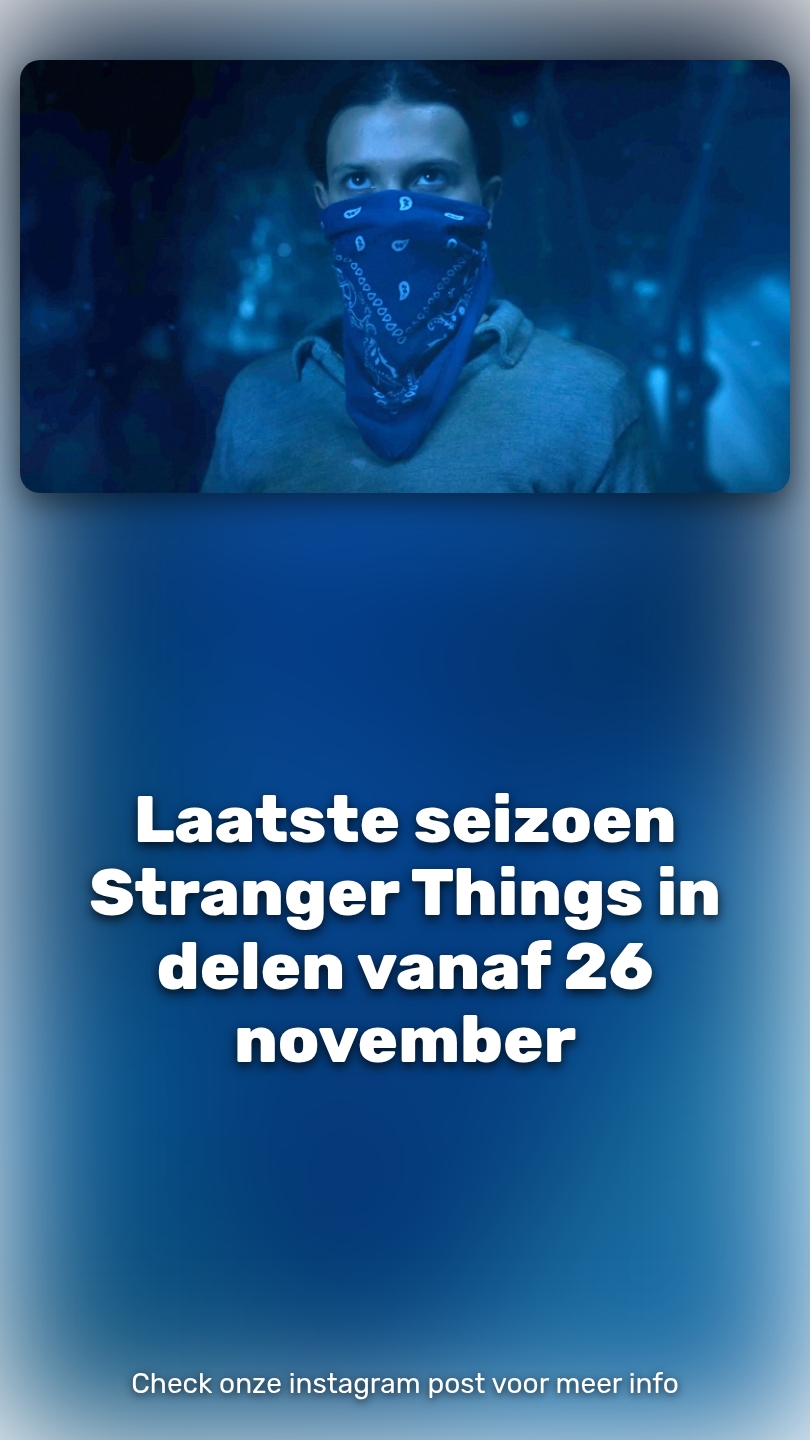 Laatste seizoen
Stranger Things in
delen vanaf 26
november
Check onze instagram post voor meer info